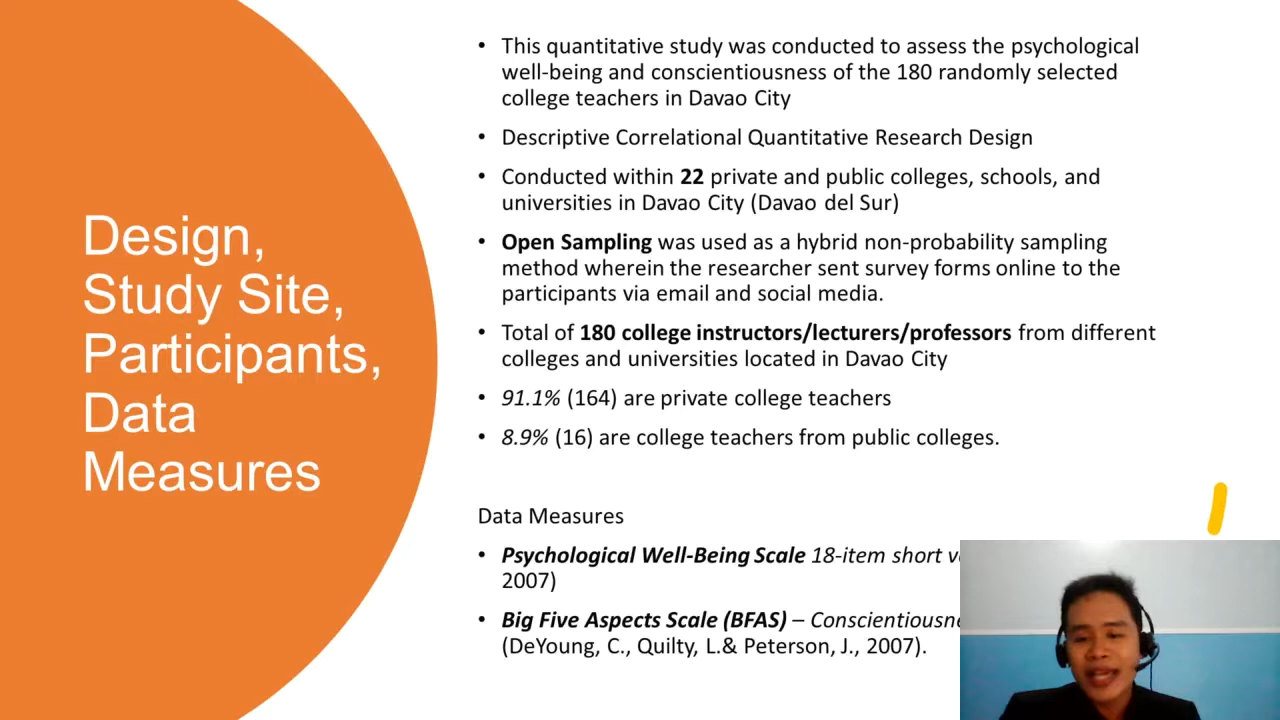 Design,
Study Site,
Participants,
Data
Measures
• This quantitative study was conducted to assess the psychological
well-being and conscientiousness of the 180 randomly selected
college teachers in Davao City
• Descriptive Correlational Quantitative Research Design
• Conducted within 22 private and public colleges, schools, and
universities in Davao City (Davao del Sur)
• Open Sampling was used as a hybrid non-probability sampling
method wherein the researcher sent survey forms online to the
participants via email and social media.
• Total of 180 college instructors/lecturers/professors from different
colleges and universities located in Davao City
• 91.1% (164) are private college teachers
• 8.9% (16) are college teachers from public colleges.
Data Measures
• Psychological Well-Being Scale 18-item short
2007)
• Big Five Aspects Scale (BFAS) –
(DeYoung, C., Quilty, L.& Peterson, J., 2007).